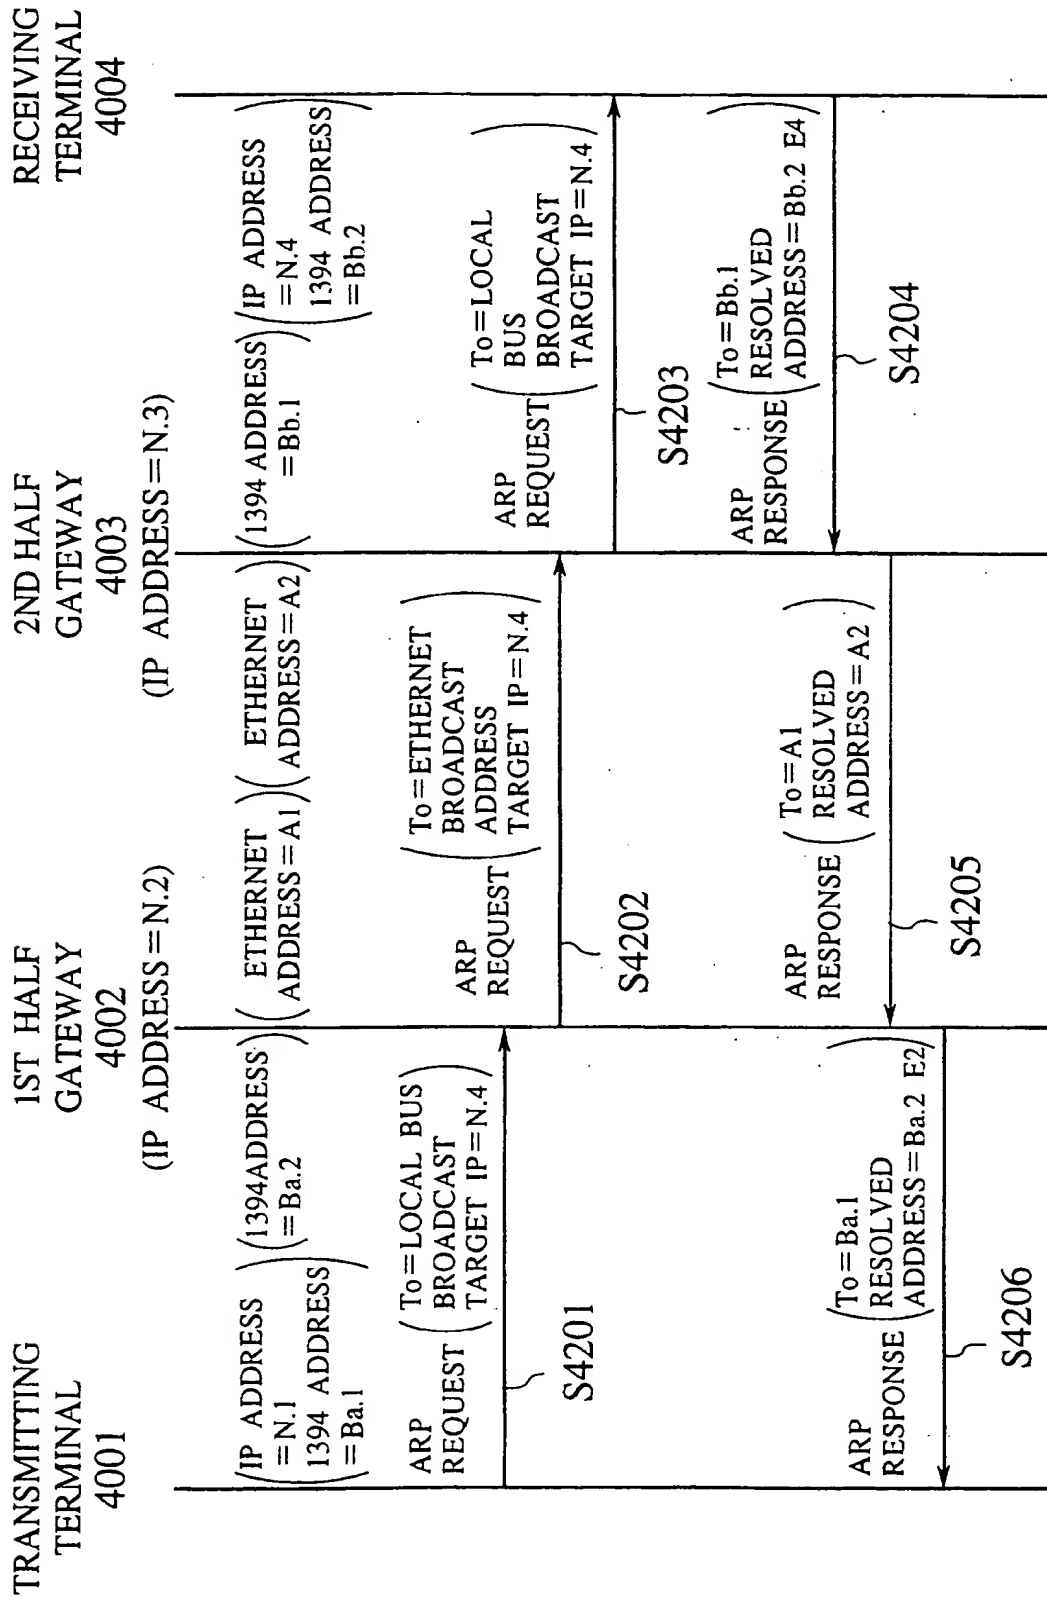 TRANSMITTING
TERMINAL
4001
1ST HALF
GATEWAY
4002
(IP ADDRESS=N.2)
2ND HALF
GATEWAY
4003
(IP ADDRESS=N.3)
RECEIVING
TERMINAL
4004
(IP ADDRESS
=N.1
1394 ADDRESS
=Ba.1)
(1394ADDRESS
=Ba.2)
(ETHERNET
ADDRESS=A1)
(ETHERNET
ADDRESS=A2)
(1394 ADDRESS
=Bb.1)
(IP ADDRESS
=N.4
1394 ADDRESS
=Bb.2)
ARP
REQUEST
(To=LOCAL BUS
BROADCAST
TARGET IP=N.4)
S4201
ARP
REQUEST
(To=ETHERNET
BROADCAST
ADDRESS
TARGET IP=N.4)
S4202
ARP
REQUEST
(To=LOCAL
BUS
BROADCAST
TARGET IP=N.4)
S4203
ARP
RESPONSE
(To=Bb.1
RESOLVED
ADDRESS=Bb.2 E4)
S4204
ARP
RESPONSE
(To=A1
RESOLVED
ADDRESS=A2)
S4205
ARP
RESPONSE
(To=Ba.1
RESOLVED
ADDRESS=Ba.2 E2)
S4206